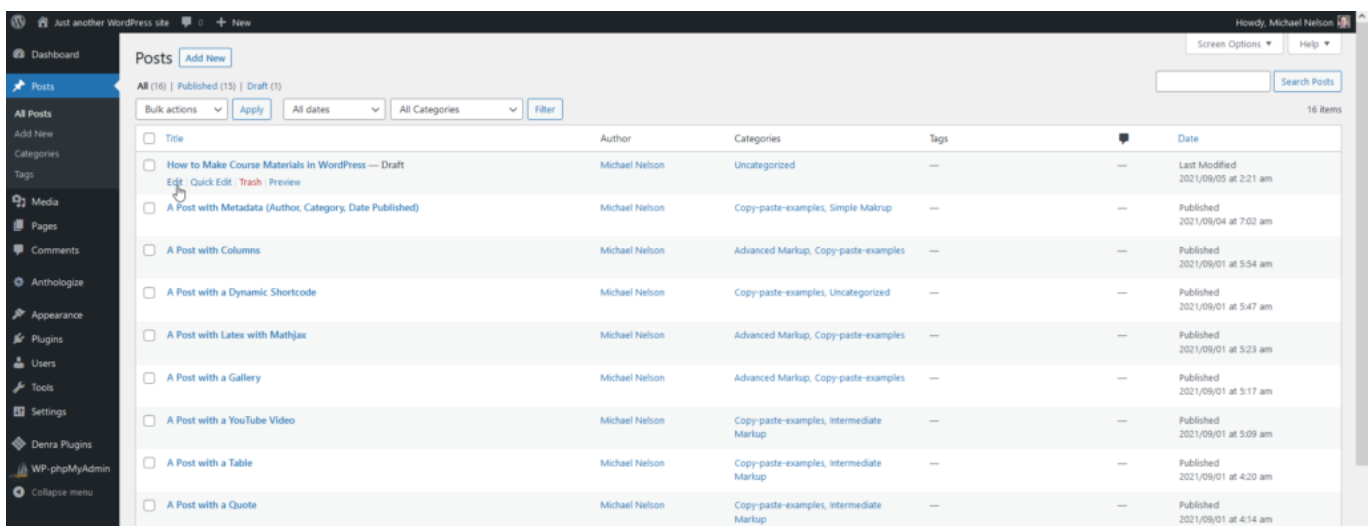 Just another WordPress site 0 + New Howdy, Michael Nelson
Screen Options ▼ Help ▼
Dashboard
Posts
All Posts
Add New
Categories
Tags
Media
Pages
Comments
Anthologize
Appearance
Plugins
Users
Tools
Settings
Denra Plugins
WP-phpMyAdmin
Collapse menu
Posts Add New
All (16) | Published (15) | Draft (1)
Search Posts
Bulk actions Apply All dates All Categories Filter 16 items
Title Author Categories Tags Date
How to Make Course Materials in WordPress — Draft Michael Nelson Uncategorized — — Last Modified
Edit | Quick Edit | Trash | Preview 2021/09/05 at 2:21 am
A Post with Metadata (Author, Category, Date Published) Michael Nelson Copy-paste-examples, Simple Makrup — — Published
2021/09/04 at 7:02 am
A Post with Columns Michael Nelson Advanced Markup, Copy-paste-examples — — Published
2021/09/01 at 5:54 am
A Post with a Dynamic Shortcode Michael Nelson Copy-paste-examples, Uncategorized — — Published
2021/09/01 at 5:47 am
A Post with Latex with Mathjax Michael Nelson Advanced Markup, Copy-paste-examples — — Published
2021/09/01 at 5:23 am
A Post with a Gallery Michael Nelson Advanced Markup, Copy-paste-examples — — Published
2021/09/01 at 5:17 am
A Post with a YouTube Video Michael Nelson Copy-paste-examples, Intermediate — — Published
Markup 2021/09/01 at 5:09 am
A Post with a Table Michael Nelson Copy-paste-examples, Intermediate — — Published
Markup 2021/09/01 at 4:20 am
A Post with a Quote Michael Nelson Copy-paste-examples, Intermediate — — Published
Markup 2021/09/01 at 4:14 am